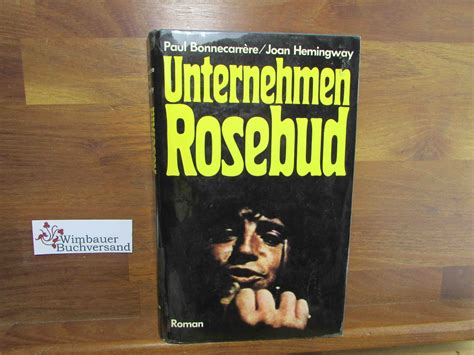 Paul Bonnecarrère/Joan Hemingway
Unternehmen
Rosebud
Roman
Wimbauer
Buchversand